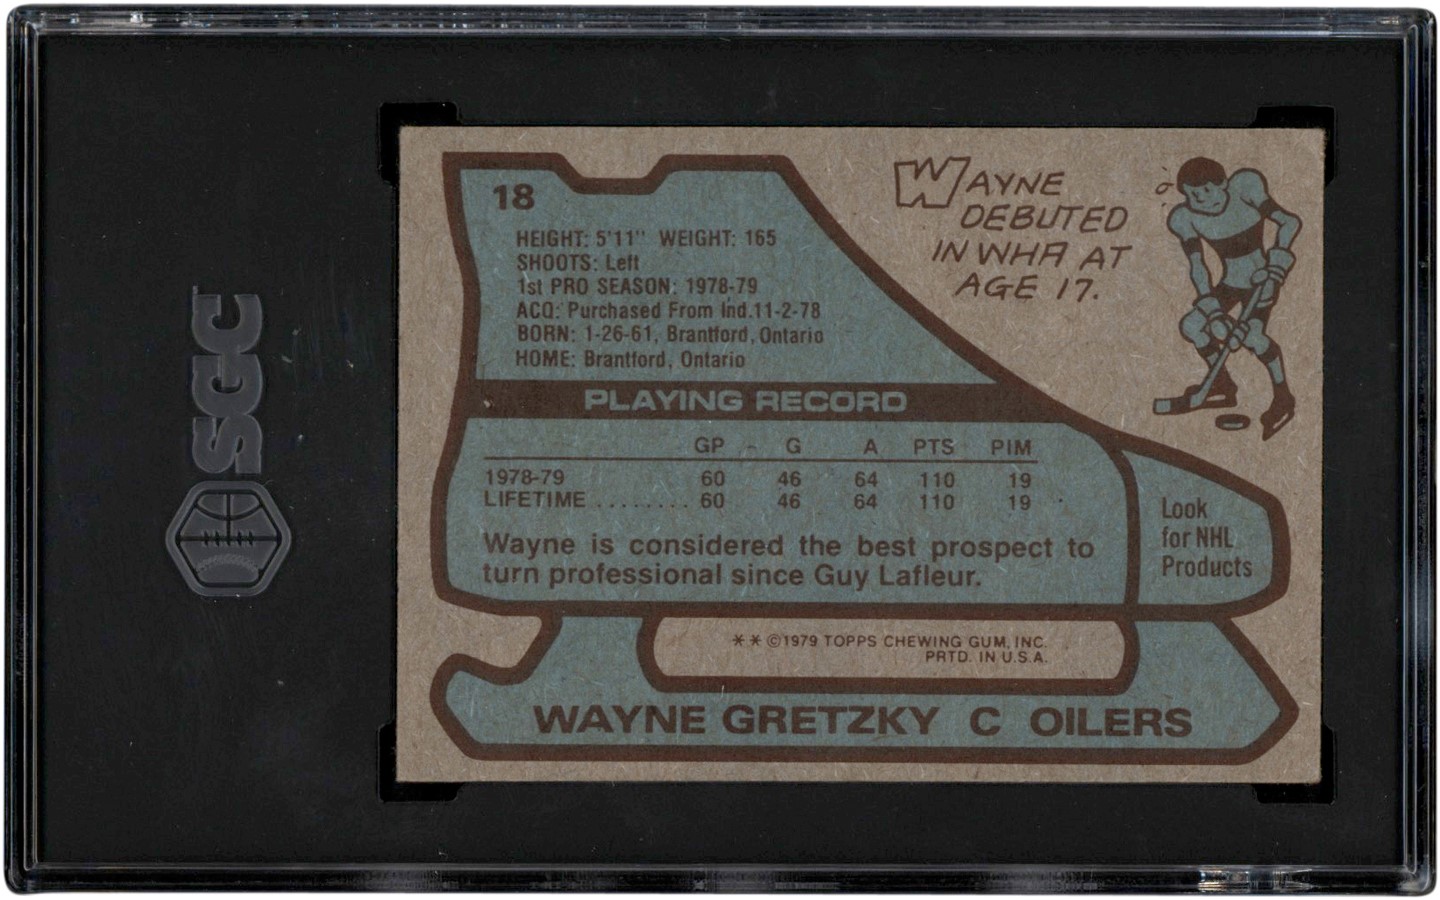 SGC
18
HEIGHT: 5'11" WEIGHT: 165
SHOOTS: Left
1st PRO SEASON: 1978-79
ACQ: Purchased From Ind. 11-2-78
BORN: 1-26-61, Brantford, Ontario
HOME: Brantford, Ontario
WAYNE
DEBUTED
IN WHA AT
AGE 17.
PLAYING RECORD
GP G A PTS PIM
1978-79 60 46 64 110 19
LIFETIME ........ 60 46 64 110 19
Wayne is considered the best prospect to
turn professional since Guy Lafleur.
Look
for NHL
Products
** ©1979 TOPPS CHEWING GUM, INC.
PRTD. IN U.S.A.
WAYNE GRETZKY C OILERS